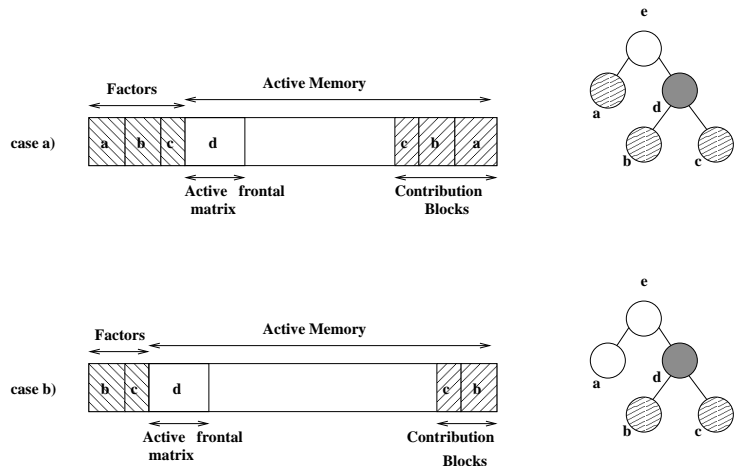 e
Factors
Active Memory
d
a
case a)
a b c d c b a
b
c
Active frontal
matrix
Contribution
Blocks
e
Factors
Active Memory
a
d
case b)
b c d c b
b
c
Active frontal
matrix
Contribution
Blocks